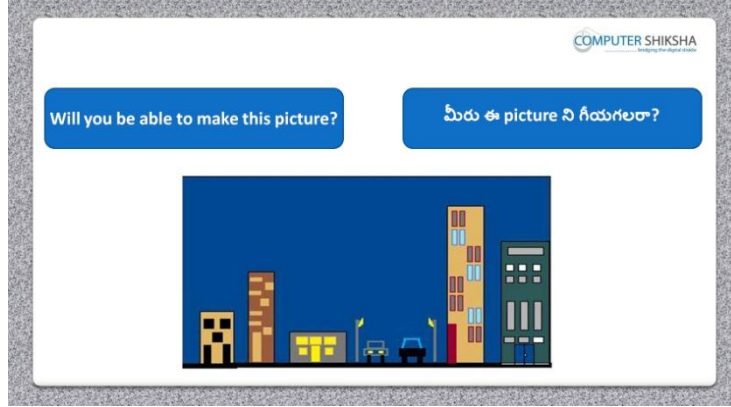 COMPUTER SHIKSHA
bridging the digital divide
Will you be able to make this picture?
మీరు ఈ picture ని గీయగలరా?